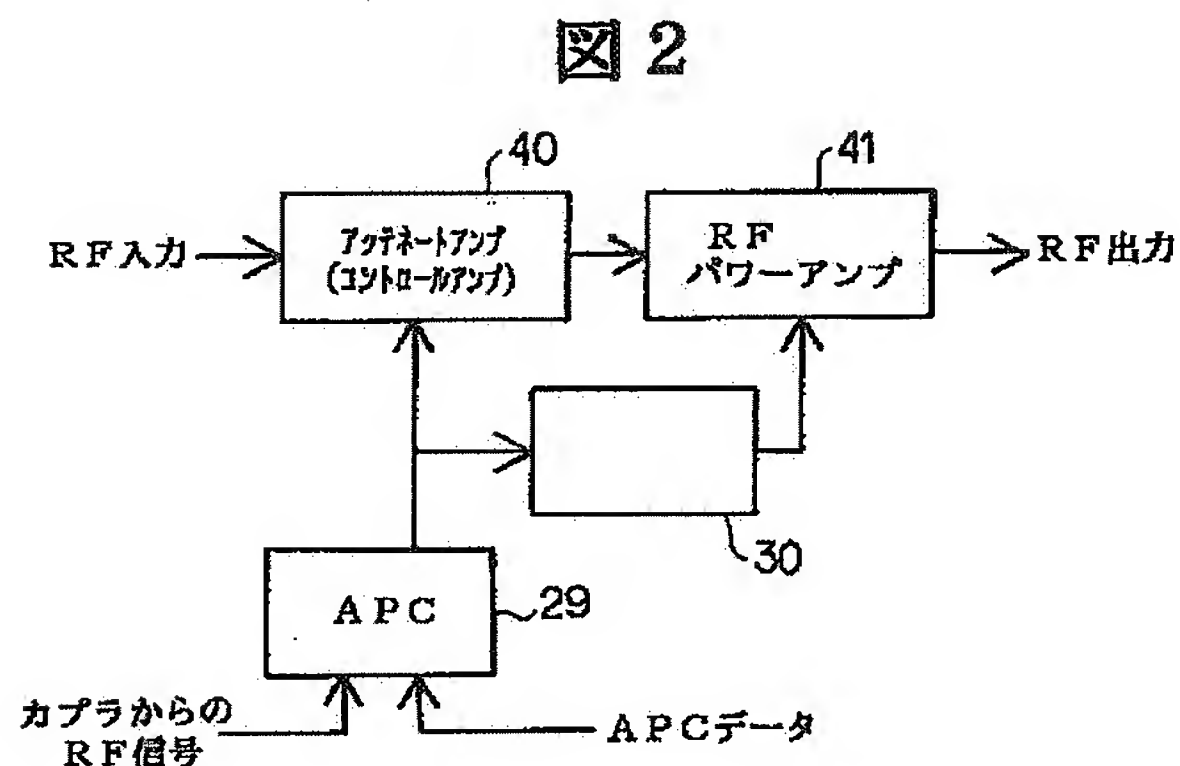 図2
40
41
RF入力
アッテネートアンプ
(コントロールアンプ)
RF
パワーアンプ
RF出力
30
APC
29
カプラからの
RF信号
APCデータ